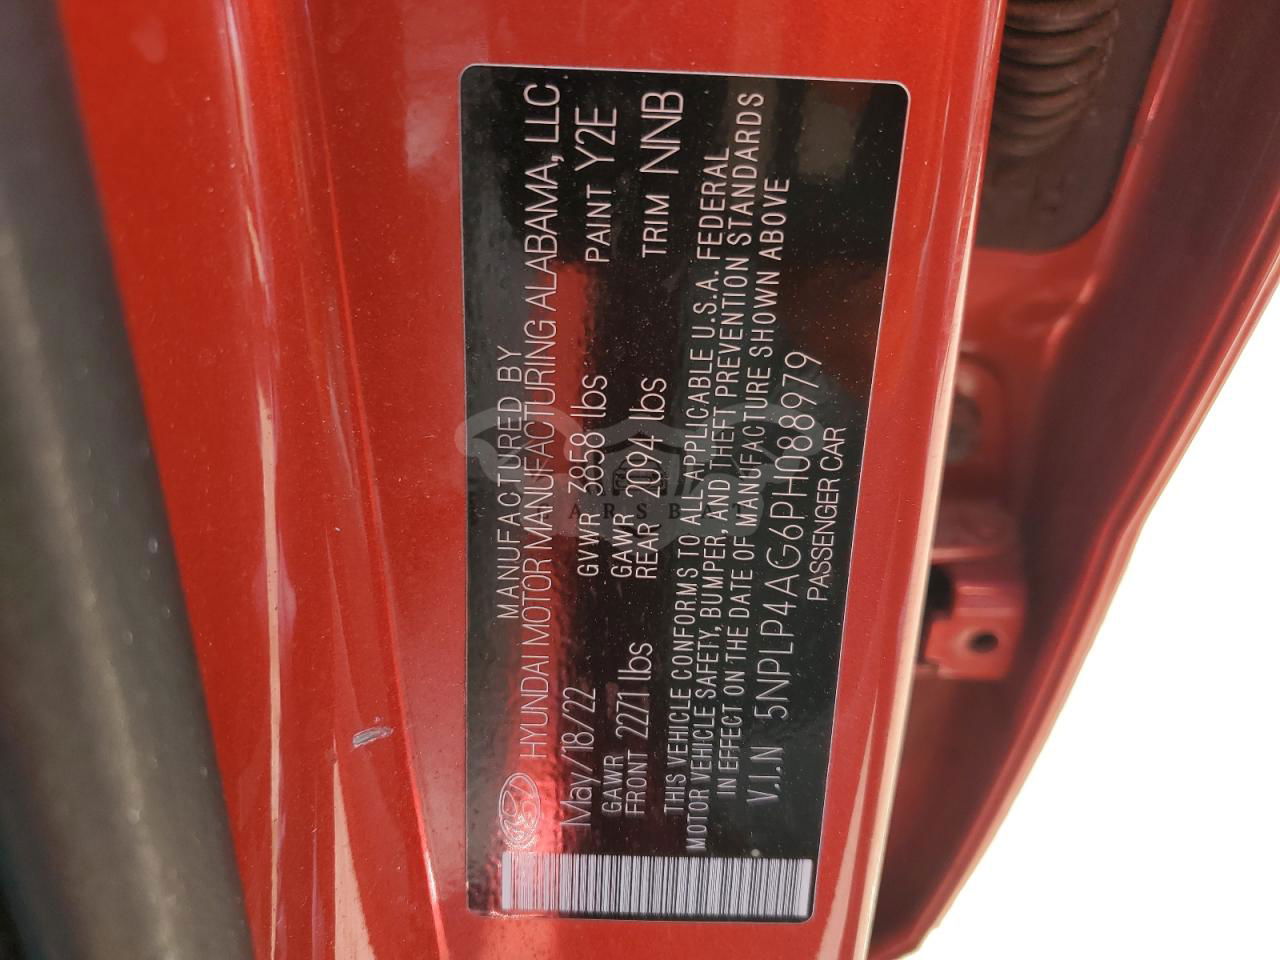 MANUFACTURED BY
HYUNDAI MOTOR MANUFACTURING ALABAMA, LLC
May/18/22 GVWR 3858 lbs PAINT Y2E
GAWR FRONT 2271 lbs GAWR REAR 2094 lbs TRIM NNB
THIS VEHICLE CONFORMS TO ALL APPLICABLE U.S.A. FEDERAL
MOTOR VEHICLE SAFETY, BUMPER, AND THEFT PREVENTION STANDARDS
IN EFFECT ON THE DATE OF MANUFACTURE SHOWN ABOVE
V.I.N 5NPLP4AG6PH088979
PASSENGER CAR